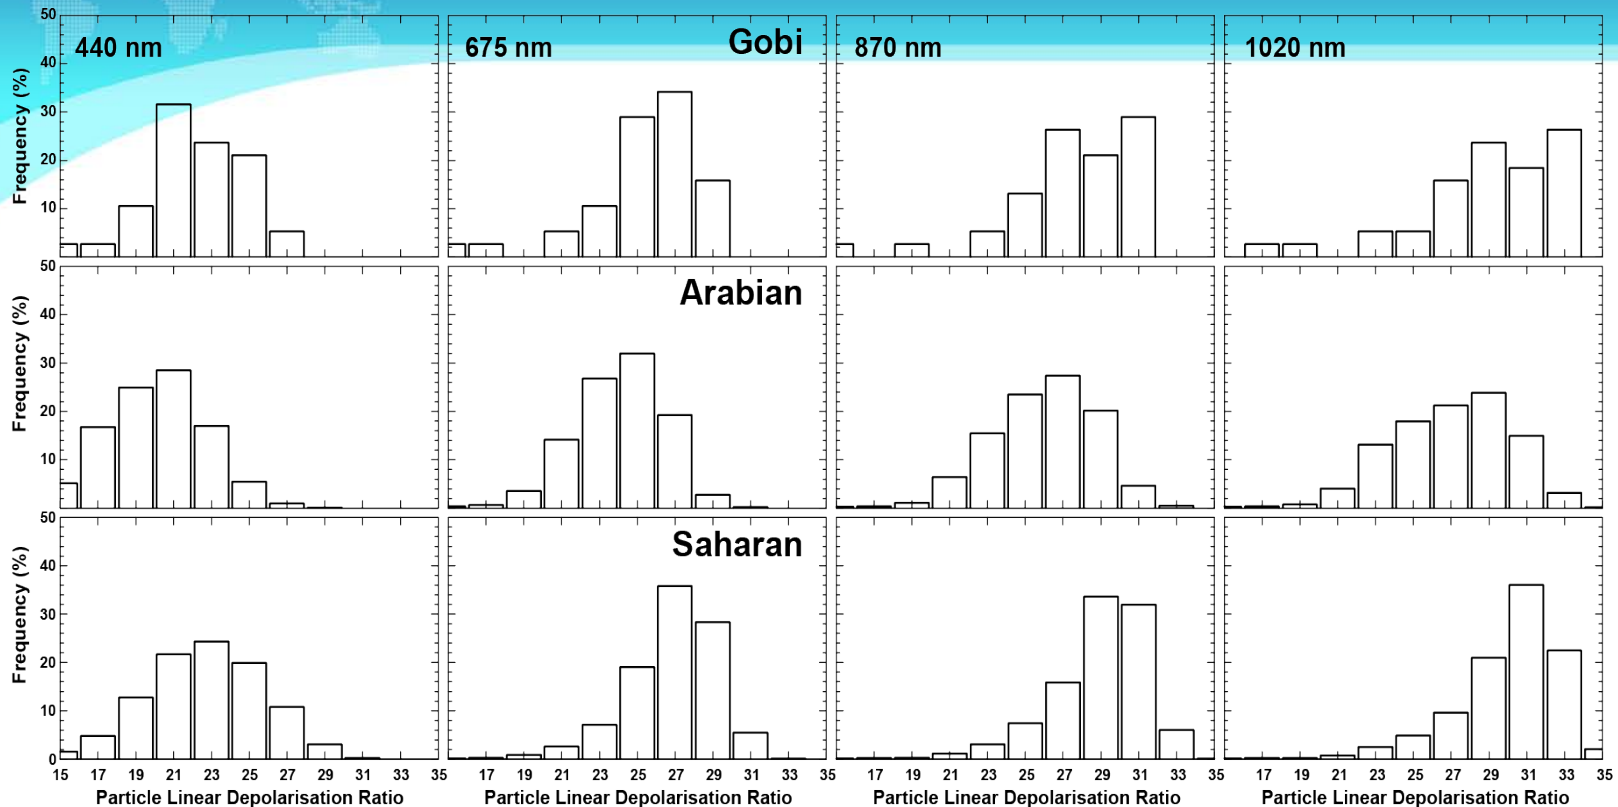 440 nm
675 nm
Gobi
870 nm
1020 nm
Frequency (%)
50
40
30
20
10
Arabian
Frequency (%)
50
40
30
20
10
Saharan
Frequency (%)
50
40
30
20
10
0
15 17 19 21 23 25 27 29 31 33 35
17 19 21 23 25 27 29 31 33 35
17 19 21 23 25 27 29 31 33 35
17 19 21 23 25 27 29 31 33 35
Particle Linear Depolarisation Ratio
Particle Linear Depolarisation Ratio
Particle Linear Depolarisation Ratio
Particle Linear Depolarisation Ratio